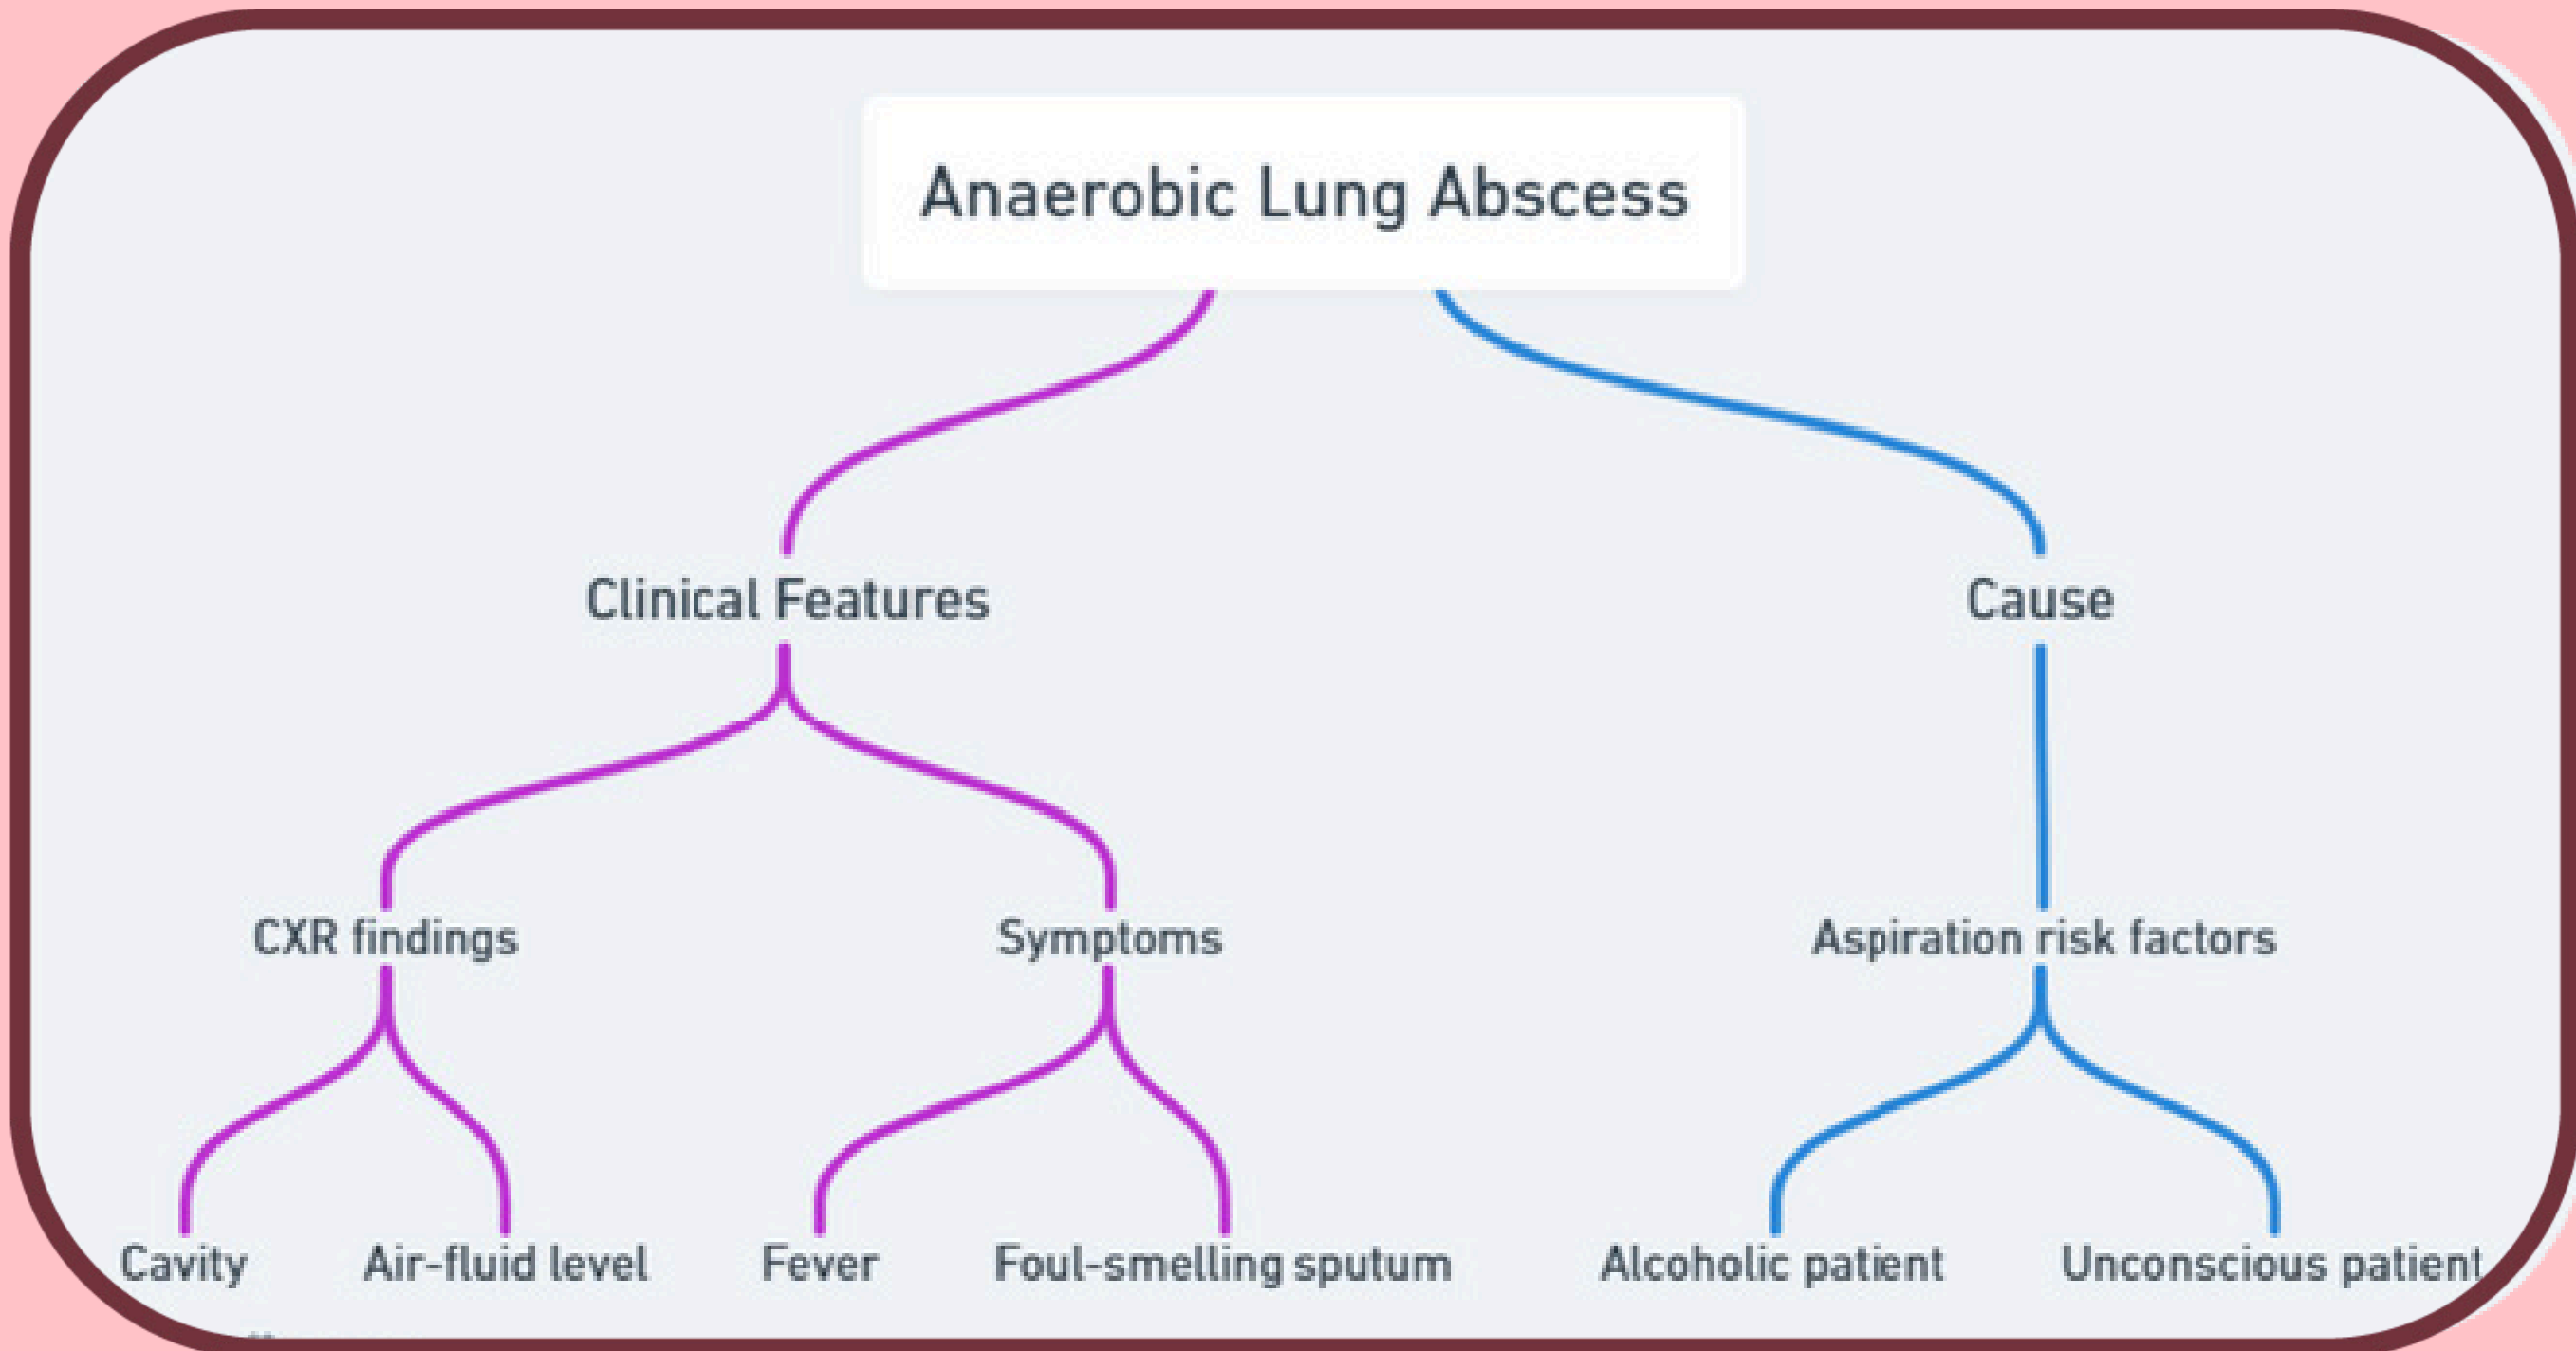 Anaerobic Lung Abscess
Clinical Features
Cause
CXR findings
Symptoms
Aspiration risk factors
Cavity
Air-fluid level
Fever
Foul-smelling sputum
Alcoholic patient
Unconscious patient